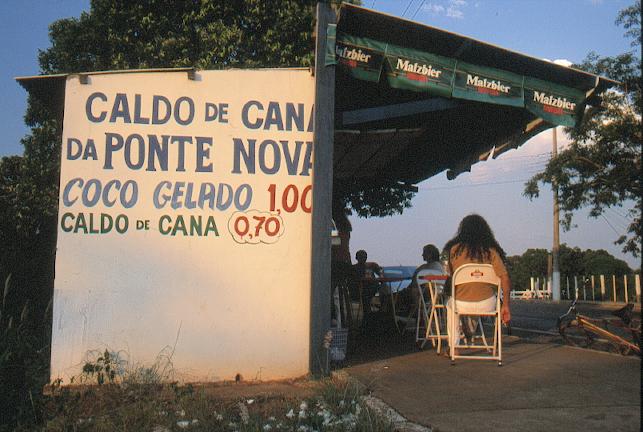 CALDO DE CANA
DA PONTE NOVA
COCO GELADO 1,00
CALDO DE CANA 0,70
Malzbier
Malzbier
Malzbier
Malzbier